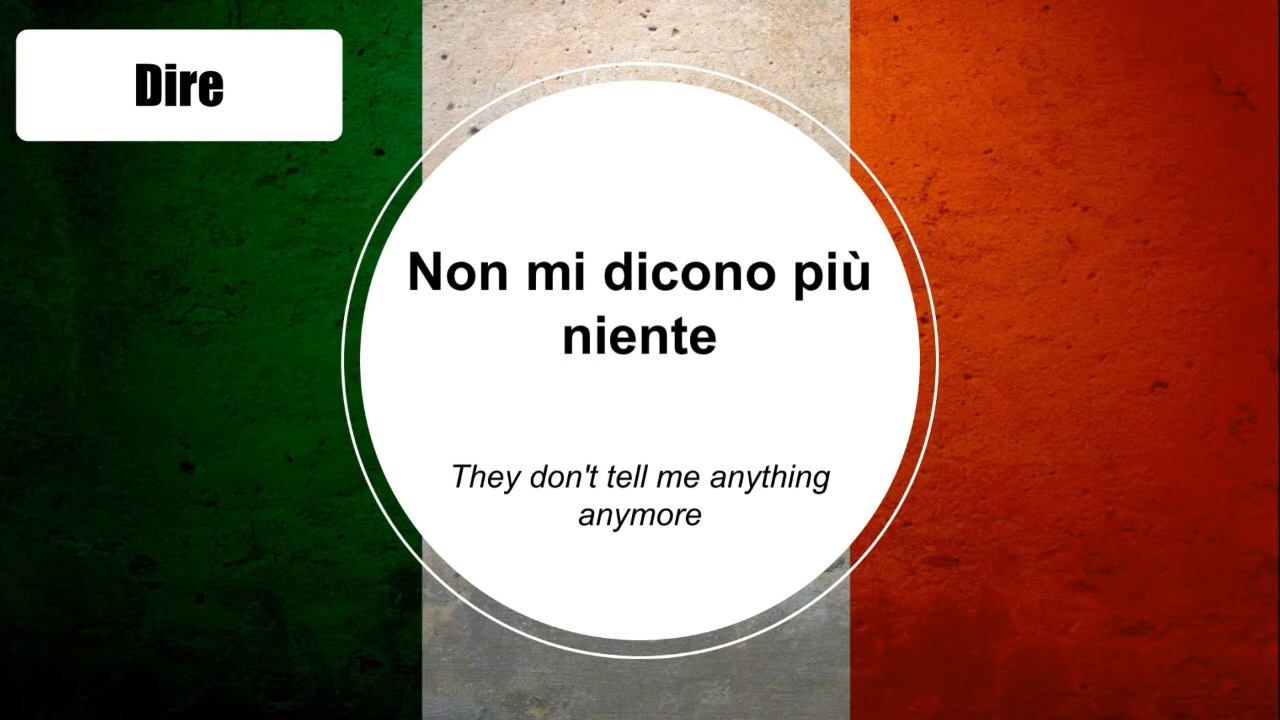 Dire
Non mi dicono più
niente
They don't tell me anything
anymore